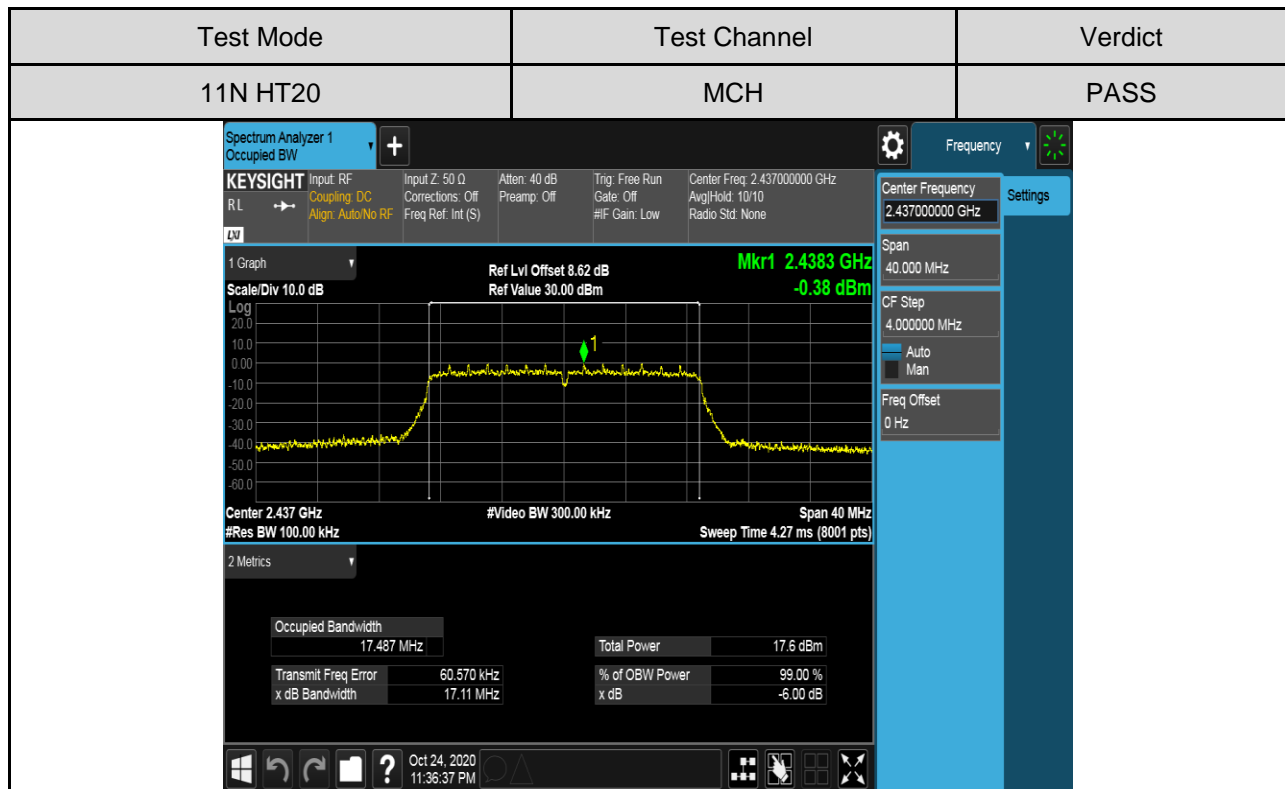 Test Mode Test Channel Verdict
11N HT20 MCH PASS
Spectrum Analyzer 1
Occupied BW
+
Frequency
KEYSIGHT Input: RF Input Z: 50 Ω Atten: 40 dB Trig: Free Run Center Freq: 2.437000000 GHz
RL Coupling: DC Corrections: Off Preamp: Off Gate: Off Avg|Hold: 10/10
Align: Auto/No RF Freq Ref: Int (S) #IF Gain: Low Radio Std: None
LXI
Center Frequency
2.437000000 GHz
Settings
Span
40.000 MHz
CF Step
4.000000 MHz
Auto
Man
Freq Offset
0 Hz
1 Graph Ref Lvl Offset 8.62 dB Mkr1 2.4383 GHz
Scale/Div 10.0 dB Ref Value 30.00 dBm -0.38 dBm
Log
20.0
10.0
1
0.00
-10.0
-20.0
-30.0
-40.0
-50.0
-60.0
Center 2.437 GHz #Video BW 300.00 kHz Span 40 MHz
#Res BW 100.00 kHz Sweep Time 4.27 ms (8001 pts)
2 Metrics
Occupied Bandwidth
17.487 MHz Total Power 17.6 dBm
Transmit Freq Error 60.570 kHz % of OBW Power 99.00 %
x dB Bandwidth 17.11 MHz x dB -6.00 dB
? Oct 24, 2020
11:36:37 PM